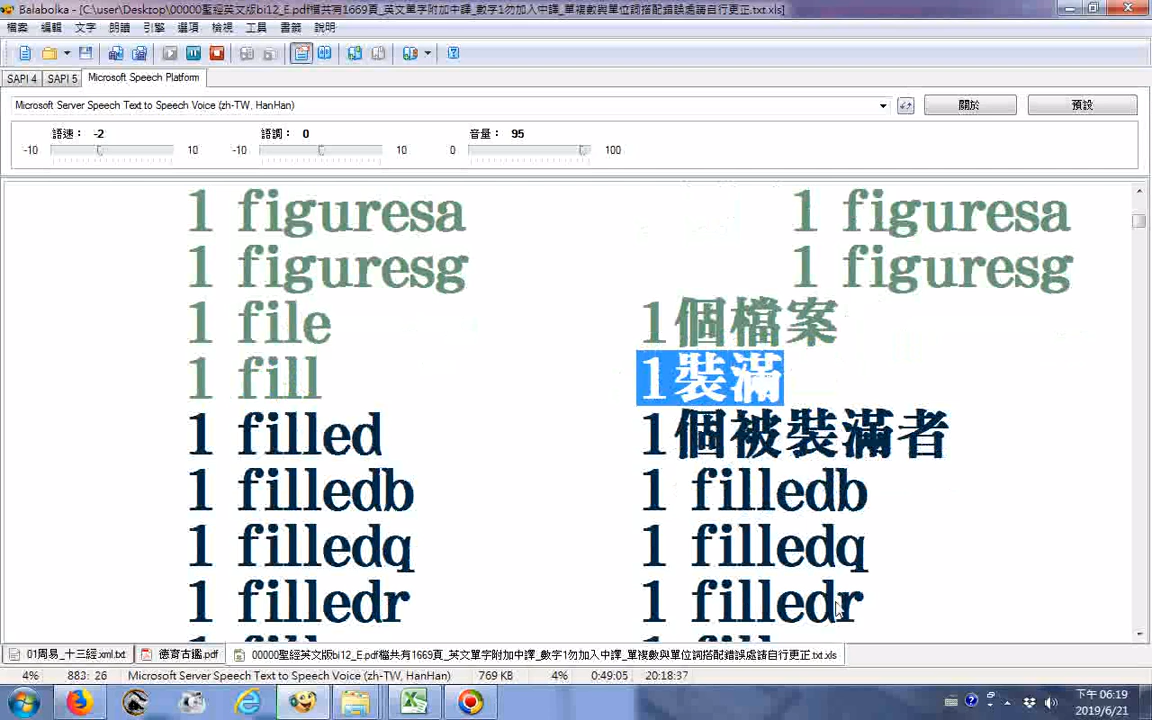 Balabolka - [C:\user\Desktop\00000聖經英文版bi12_E.pdf檔共有1669頁_英文單字附加中譯_數字1勿加入中譯_單複數與單位詞搭配錯誤處請自行更正.txt.xls]
檔案 編輯 文字 朗讀 引擎 選項 檢視 工具 書籤 說明
SAPI 4 SAPI 5 Microsoft Speech Platform
Microsoft Server Speech Text to Speech Voice (zh-TW, HanHan) 關於 預設
語速： -2 語調： 0 音量： 95
-10 10 -10 10 0 100
1 figuresa 1 figuresa
1 figuresg 1 figuresg
1 file 1個檔案
1 fill 1裝滿
1 filled 1個被裝滿者
1 filledb 1 filledb
1 filledq 1 filledq
1 filledr 1 filledr
01周易_十三經.xml.txt 德育古鑑.pdf 00000聖經英文版bi12_E.pdf檔共有1669頁_英文單字附加中譯_數字1勿加入中譯_單複數與單位詞搭配錯誤處請自行更正.txt.xls
4% 883: 26 Microsoft Server Speech Text to Speech Voice (zh-TW, HanHan) 769 KB 4% 0:49:05 20:18:37
下午 06:19
2019/6/21